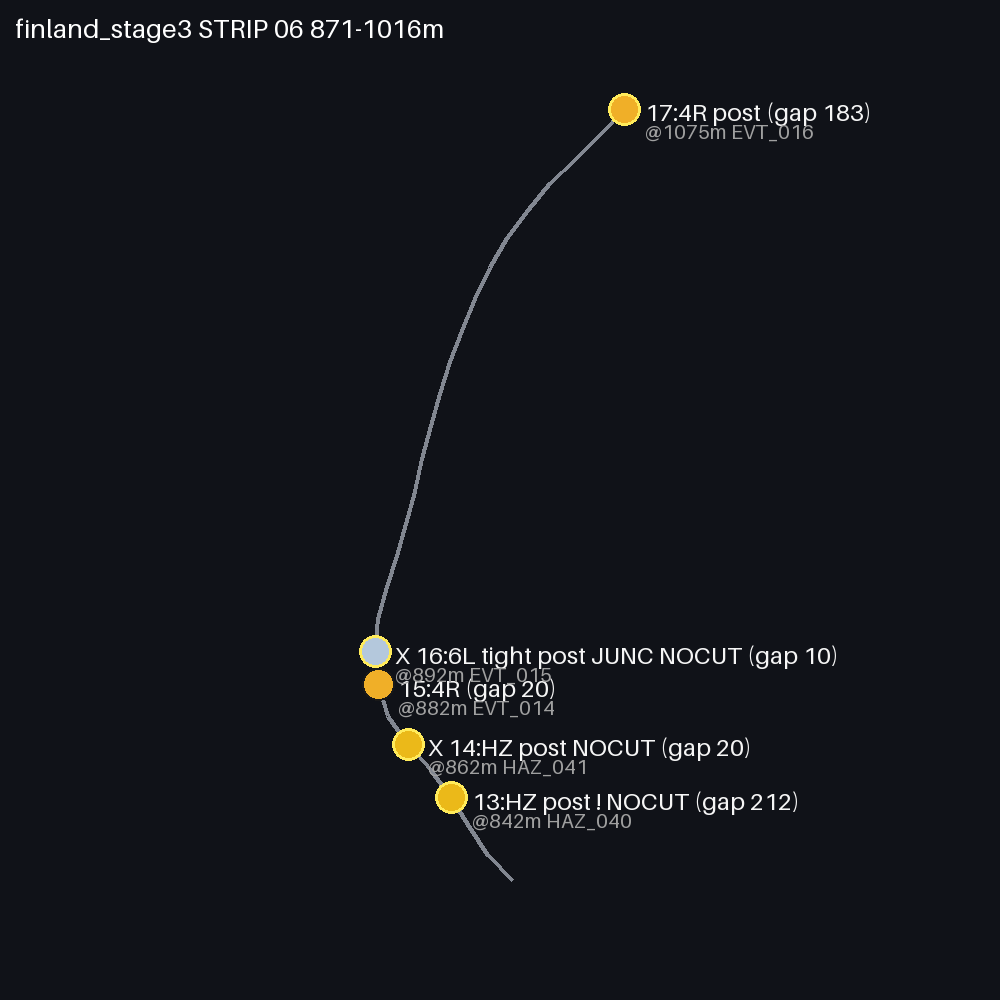 finland_stage3 STRIP 06 871-1016m
17:4R post (gap 183)
@1075m EVT_016
X 16:6L tight post JUNC NOCUT (gap 10)
@892m EVT_015
15:4R (gap 20)
@882m EVT_014
X 14:HZ post NOCUT (gap 20)
@862m HAZ_041
13:HZ post ! NOCUT (gap 212)
@842m HAZ_040